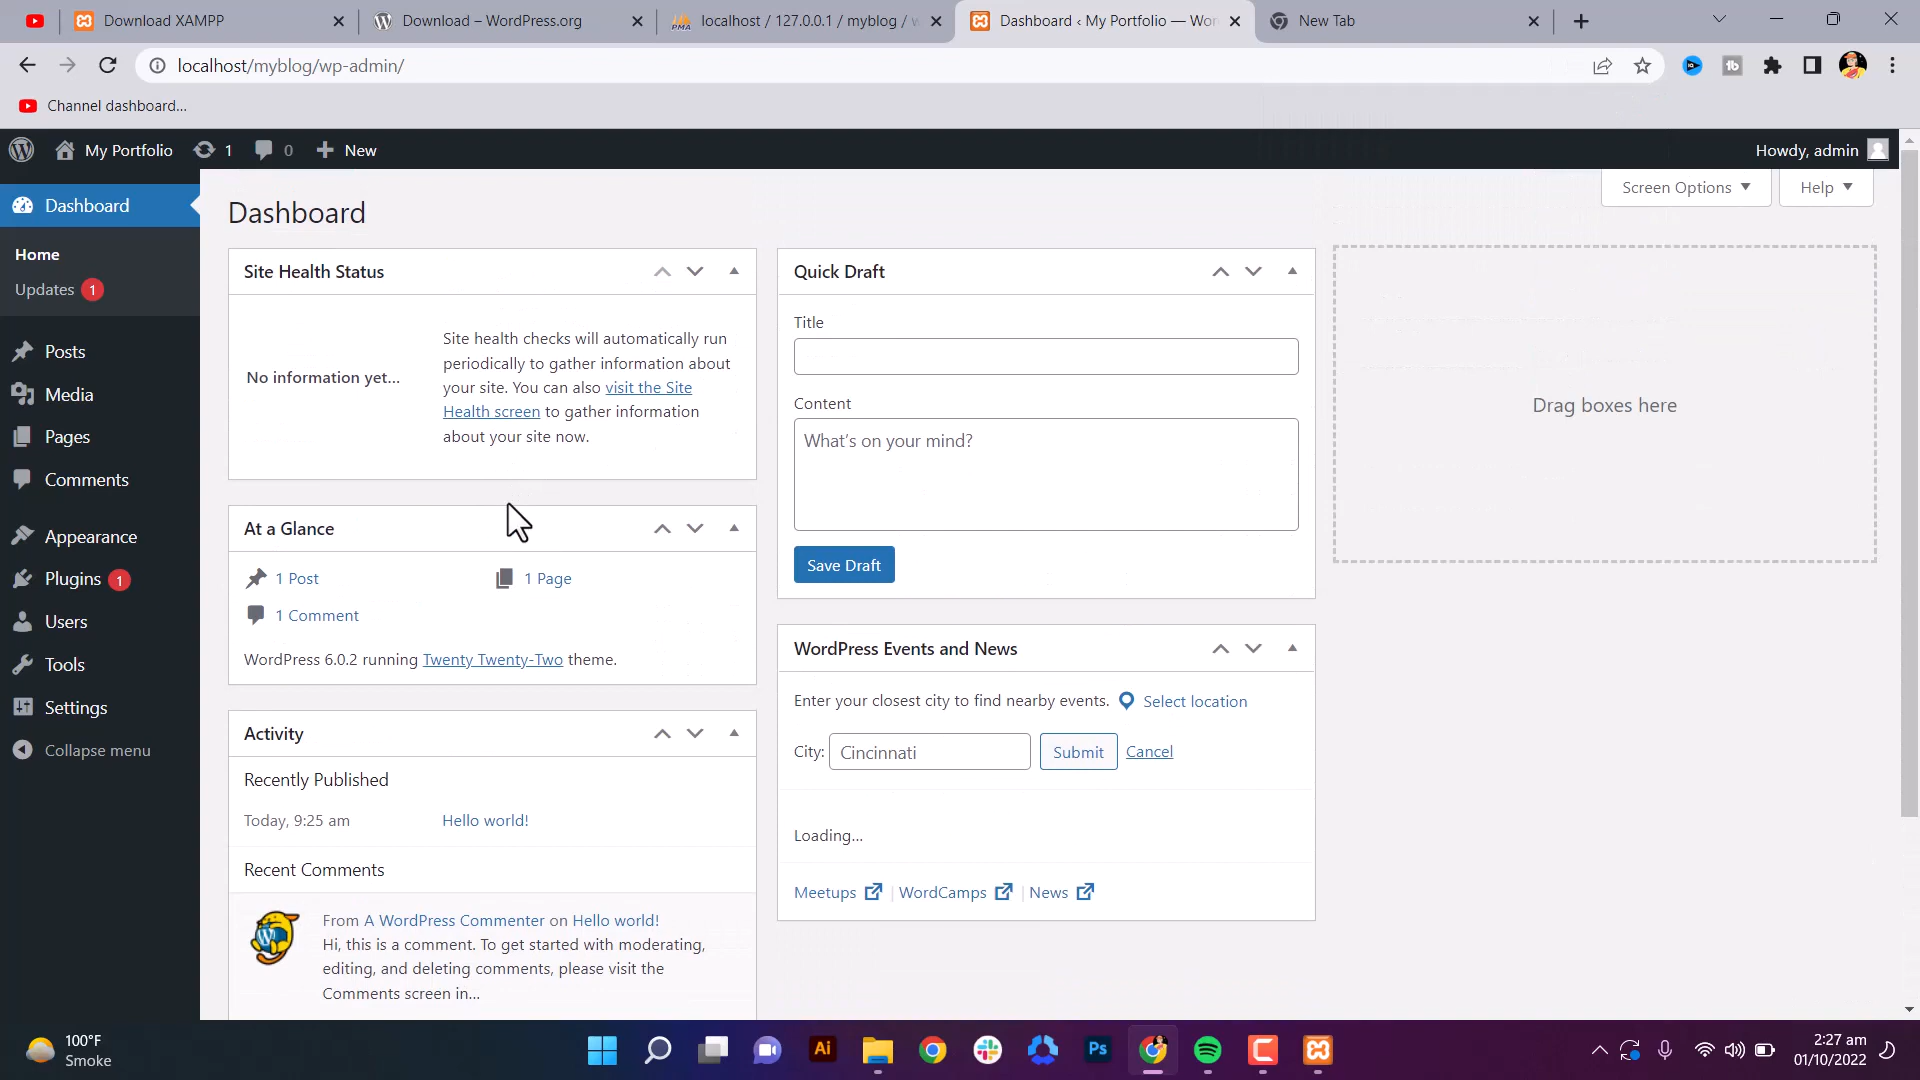 Download XAMPP
Download – WordPress.org
localhost / 127.0.0.1 / myblog /
Dashboard ‹ My Portfolio — Wor
New Tab
localhost/myblog/wp-admin/
Channel dashboard...
My Portfolio
1
0
New
Howdy, admin
Screen Options
Help
Dashboard
Home
Updates 1
Posts
Media
Pages
Comments
Appearance
Plugins 1
Users
Tools
Settings
Collapse menu
Dashboard
Site Health Status
No information yet...
Site health checks will automatically run
periodically to gather information about
your site. You can also visit the Site
Health screen to gather information
about your site now.
At a Glance
1 Post
1 Page
1 Comment
WordPress 6.0.2 running Twenty Twenty-Two theme.
Activity
Recently Published
Today, 9:25 am
Hello world!
Recent Comments
From A WordPress Commenter on Hello world!
Hi, this is a comment. To get started with moderating,
editing, and deleting comments, please visit the
Comments screen in...
Quick Draft
Title
Content
What's on your mind?
Save Draft
WordPress Events and News
Enter your closest city to find nearby events. Select location
City: Cincinnati Submit Cancel
Loading...
Meetups | WordCamps | News
Drag boxes here
100°F
Smoke
Ai
Ps
2:27 am
01/10/2022